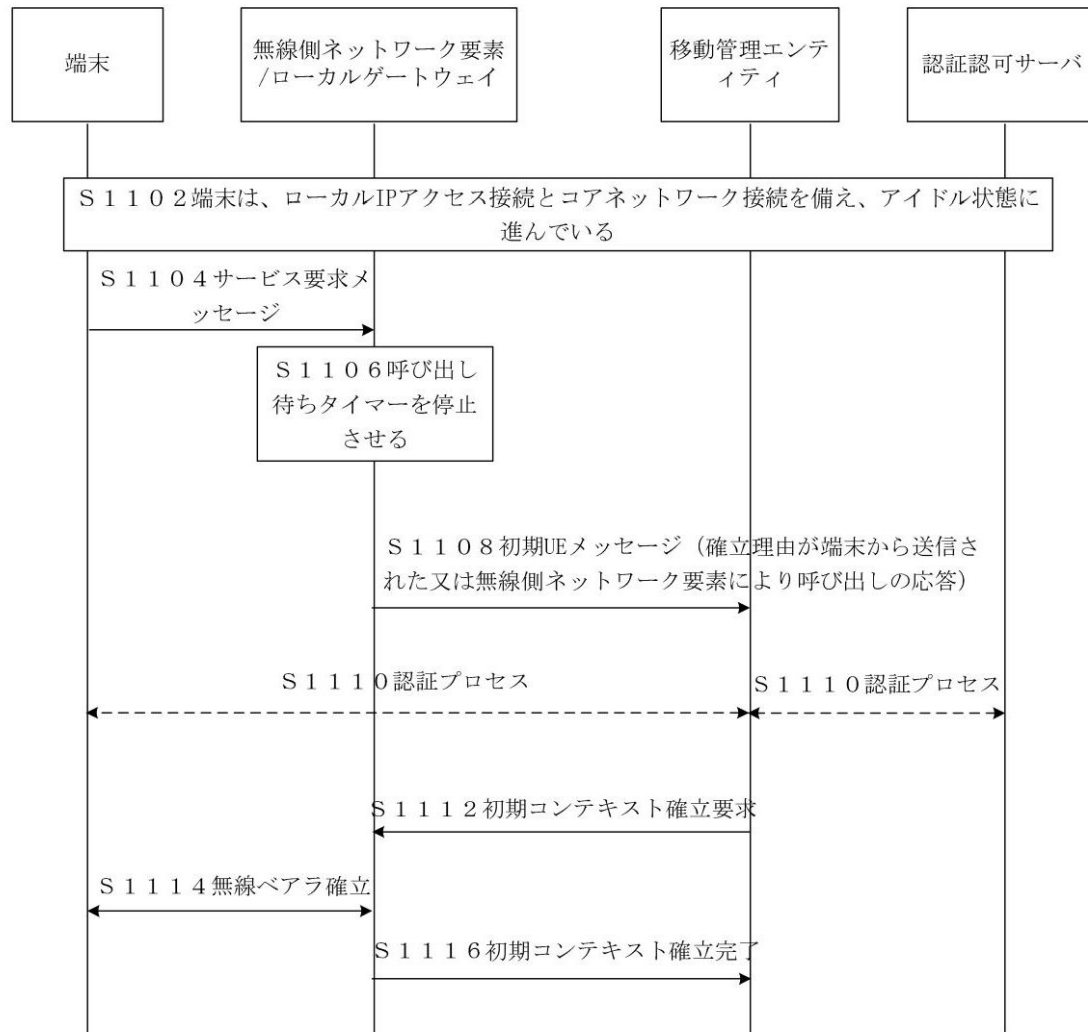 端末
無線側ネットワーク要素
/ローカルゲートウェイ
移動管理エンテ
ィティ
認証認可サーバ
S1102端末は、ローカルIPアクセス接続とコアネットワーク接続を備え、アイドル状態に
進んでいる
S1104サービス要求メ
ッセージ
S1106呼び出し
待ちタイマーを停止
させる
S1108初期UEメッセージ（確立理由が端末から送信さ
れた又は無線側ネットワーク要素により呼び出しの応答）
S1110認証プロセス
S1110認証プロセス
S1112初期コンテキスト確立要求
S1114無線ベアラ確立
S1116初期コンテキスト確立完了